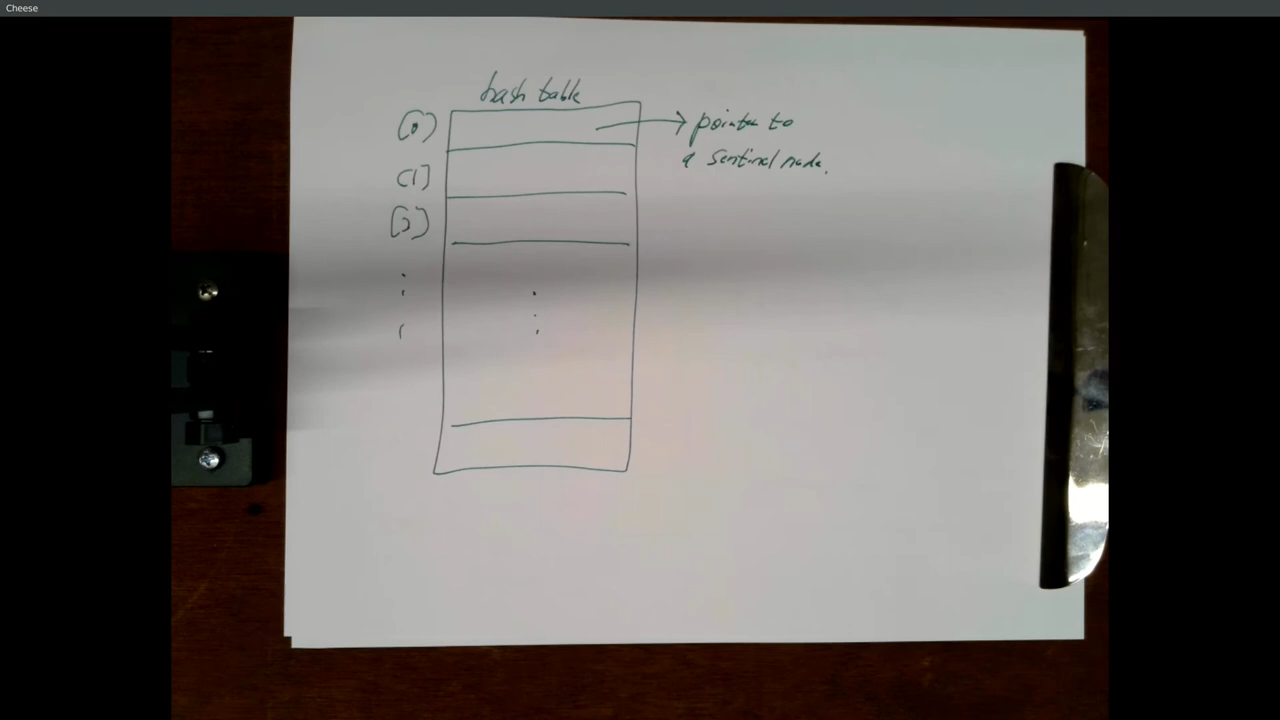 Cheese
hash table
[0]
[1]
[2]
pointer to
a sentinel node.